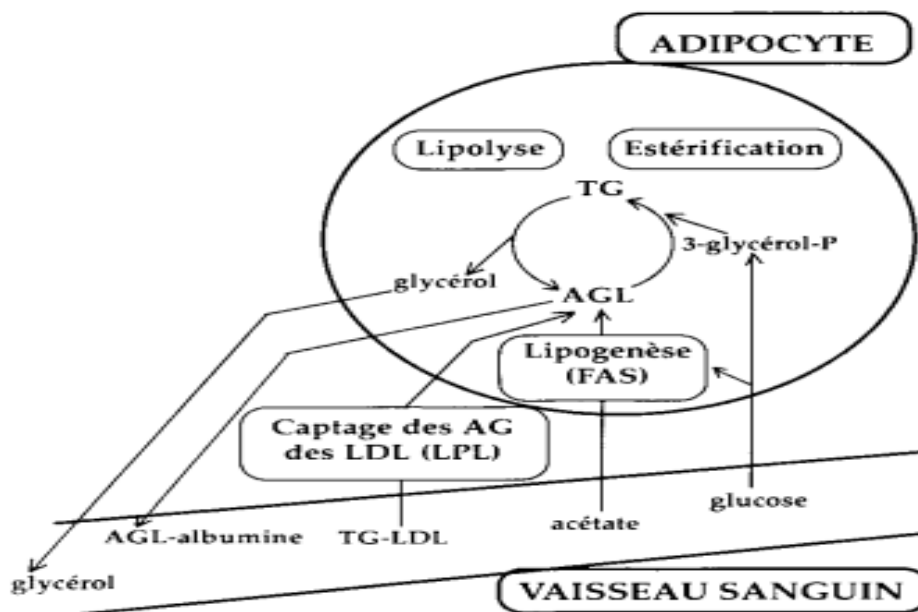 ADIPOCYTE
Lipolyse
Estérification
TG
3-glycérol-P
glycérol
AGL
Lipogenèse
(FAS)
Captage des AG
des LDL (LPL)
glucose
acétate
AGL-albumine
TG-LDL
glycérol
VAISSEAU SANGUIN